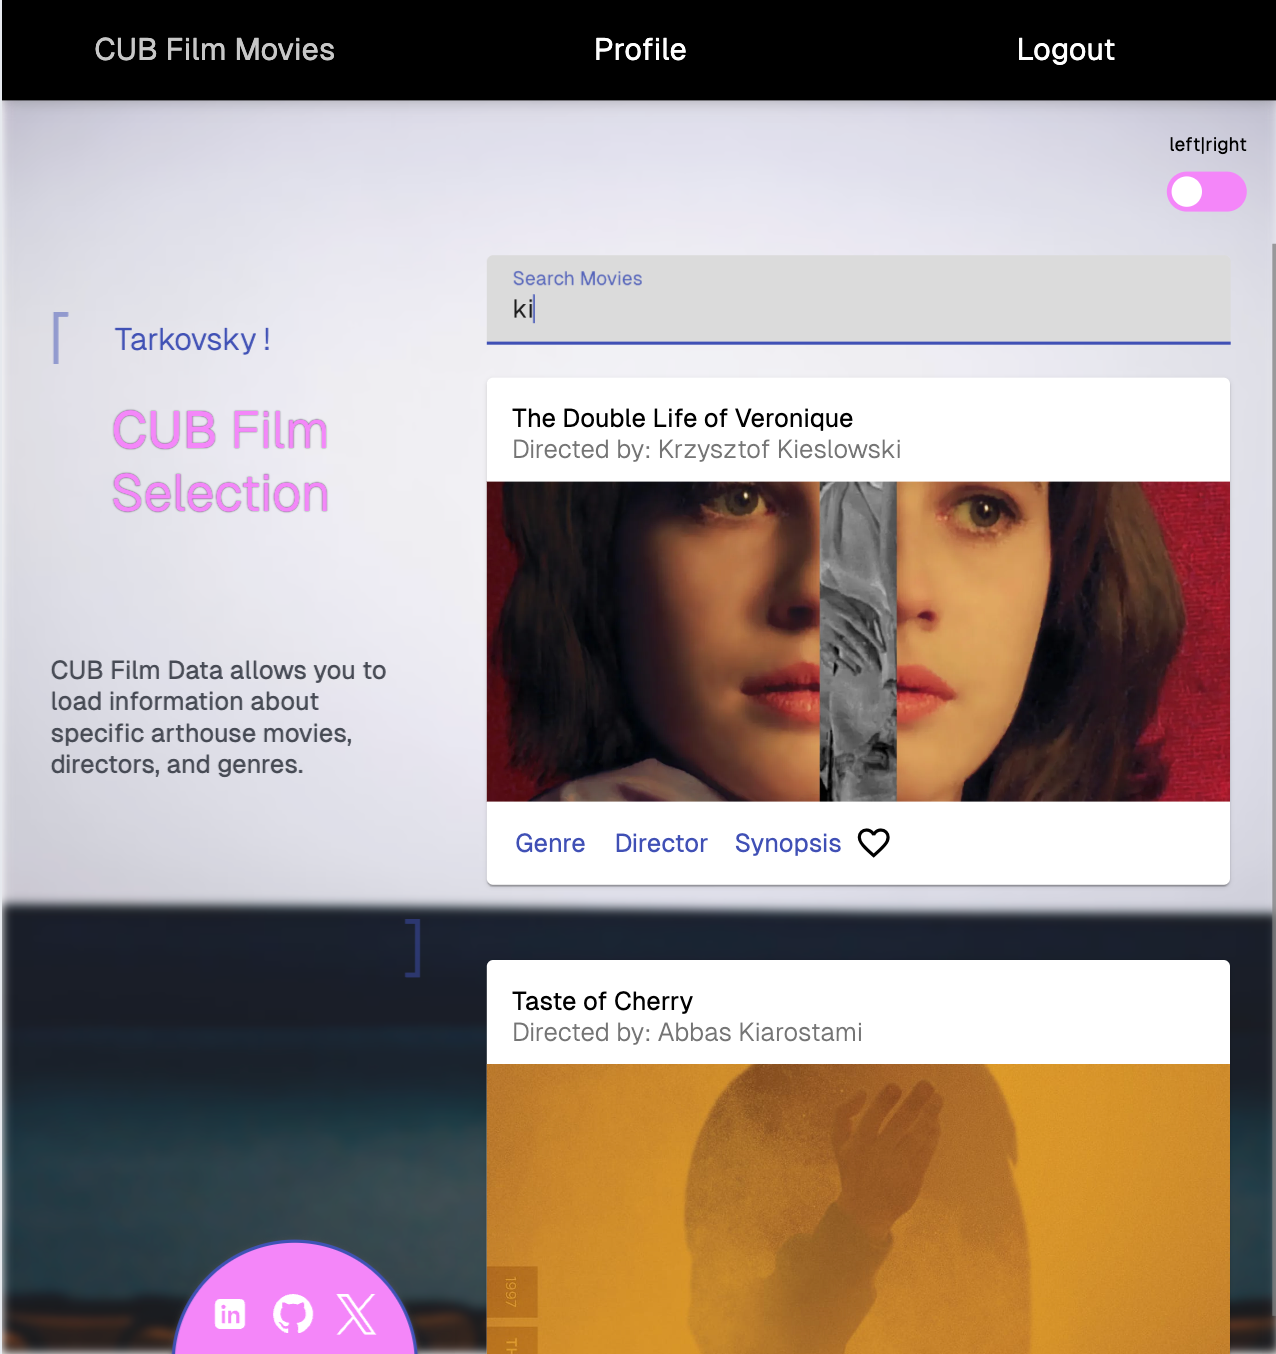 CUB Film Movies
Profile
Logout
left|right
Search Movies
ki
Tarkovsky !
CUB Film
Selection
CUB Film Data allows you to
load information about
specific arthouse movies,
directors, and genres.
The Double Life of Veronique
Directed by: Krzysztof Kieslowski
Genre
Director
Synopsis
Taste of Cherry
Directed by: Abbas Kiarostami
1997
TH
in